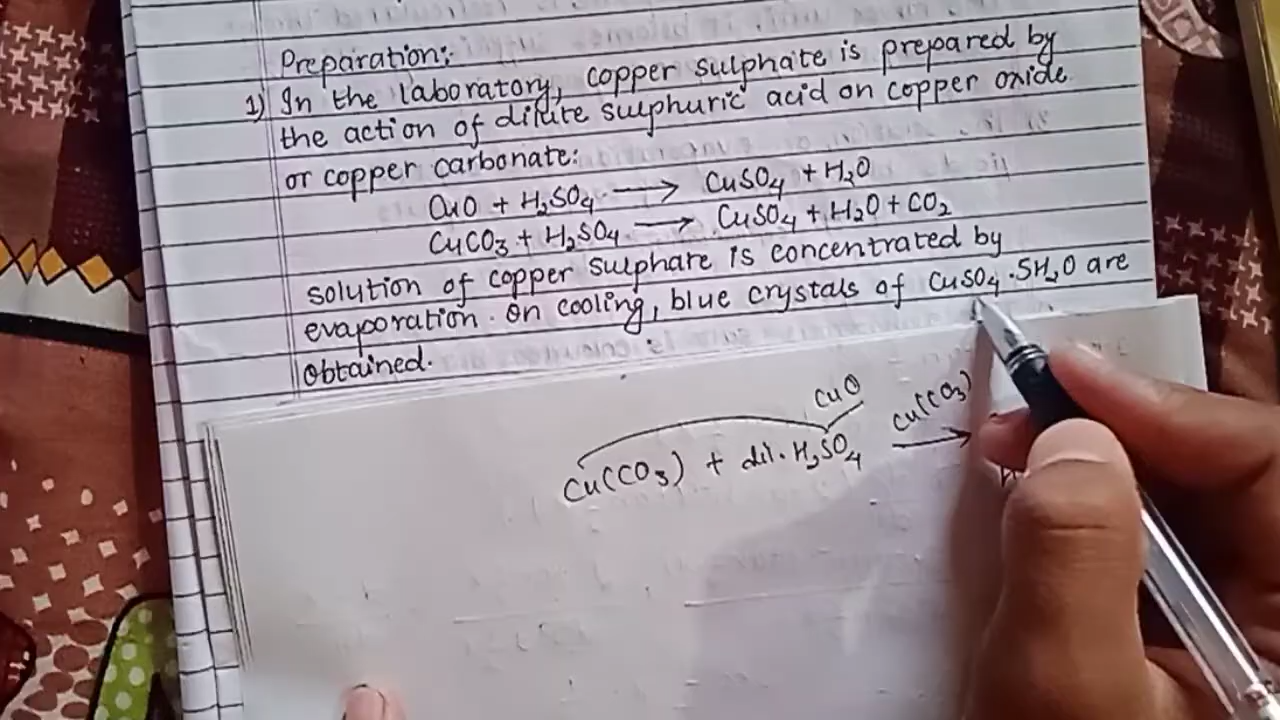 Preparation:
1) In the laboratory, copper sulphate is prepared by
the action of dilute sulphuric acid on copper oxide
or copper carbonate:
CuO + H₂SO₄ → CuSO₄ + H₂O
CuCO₃ + H₂SO₄ → CuSO₄ + H₂O + CO₂
solution of copper sulphare is concentrated by
evaporation. on cooling, blue crystals of CuSO₄.5H₂O are
obtained.
CuO
Cu(CO₃) + dil. H₂SO₄ → Cu(CO₃)